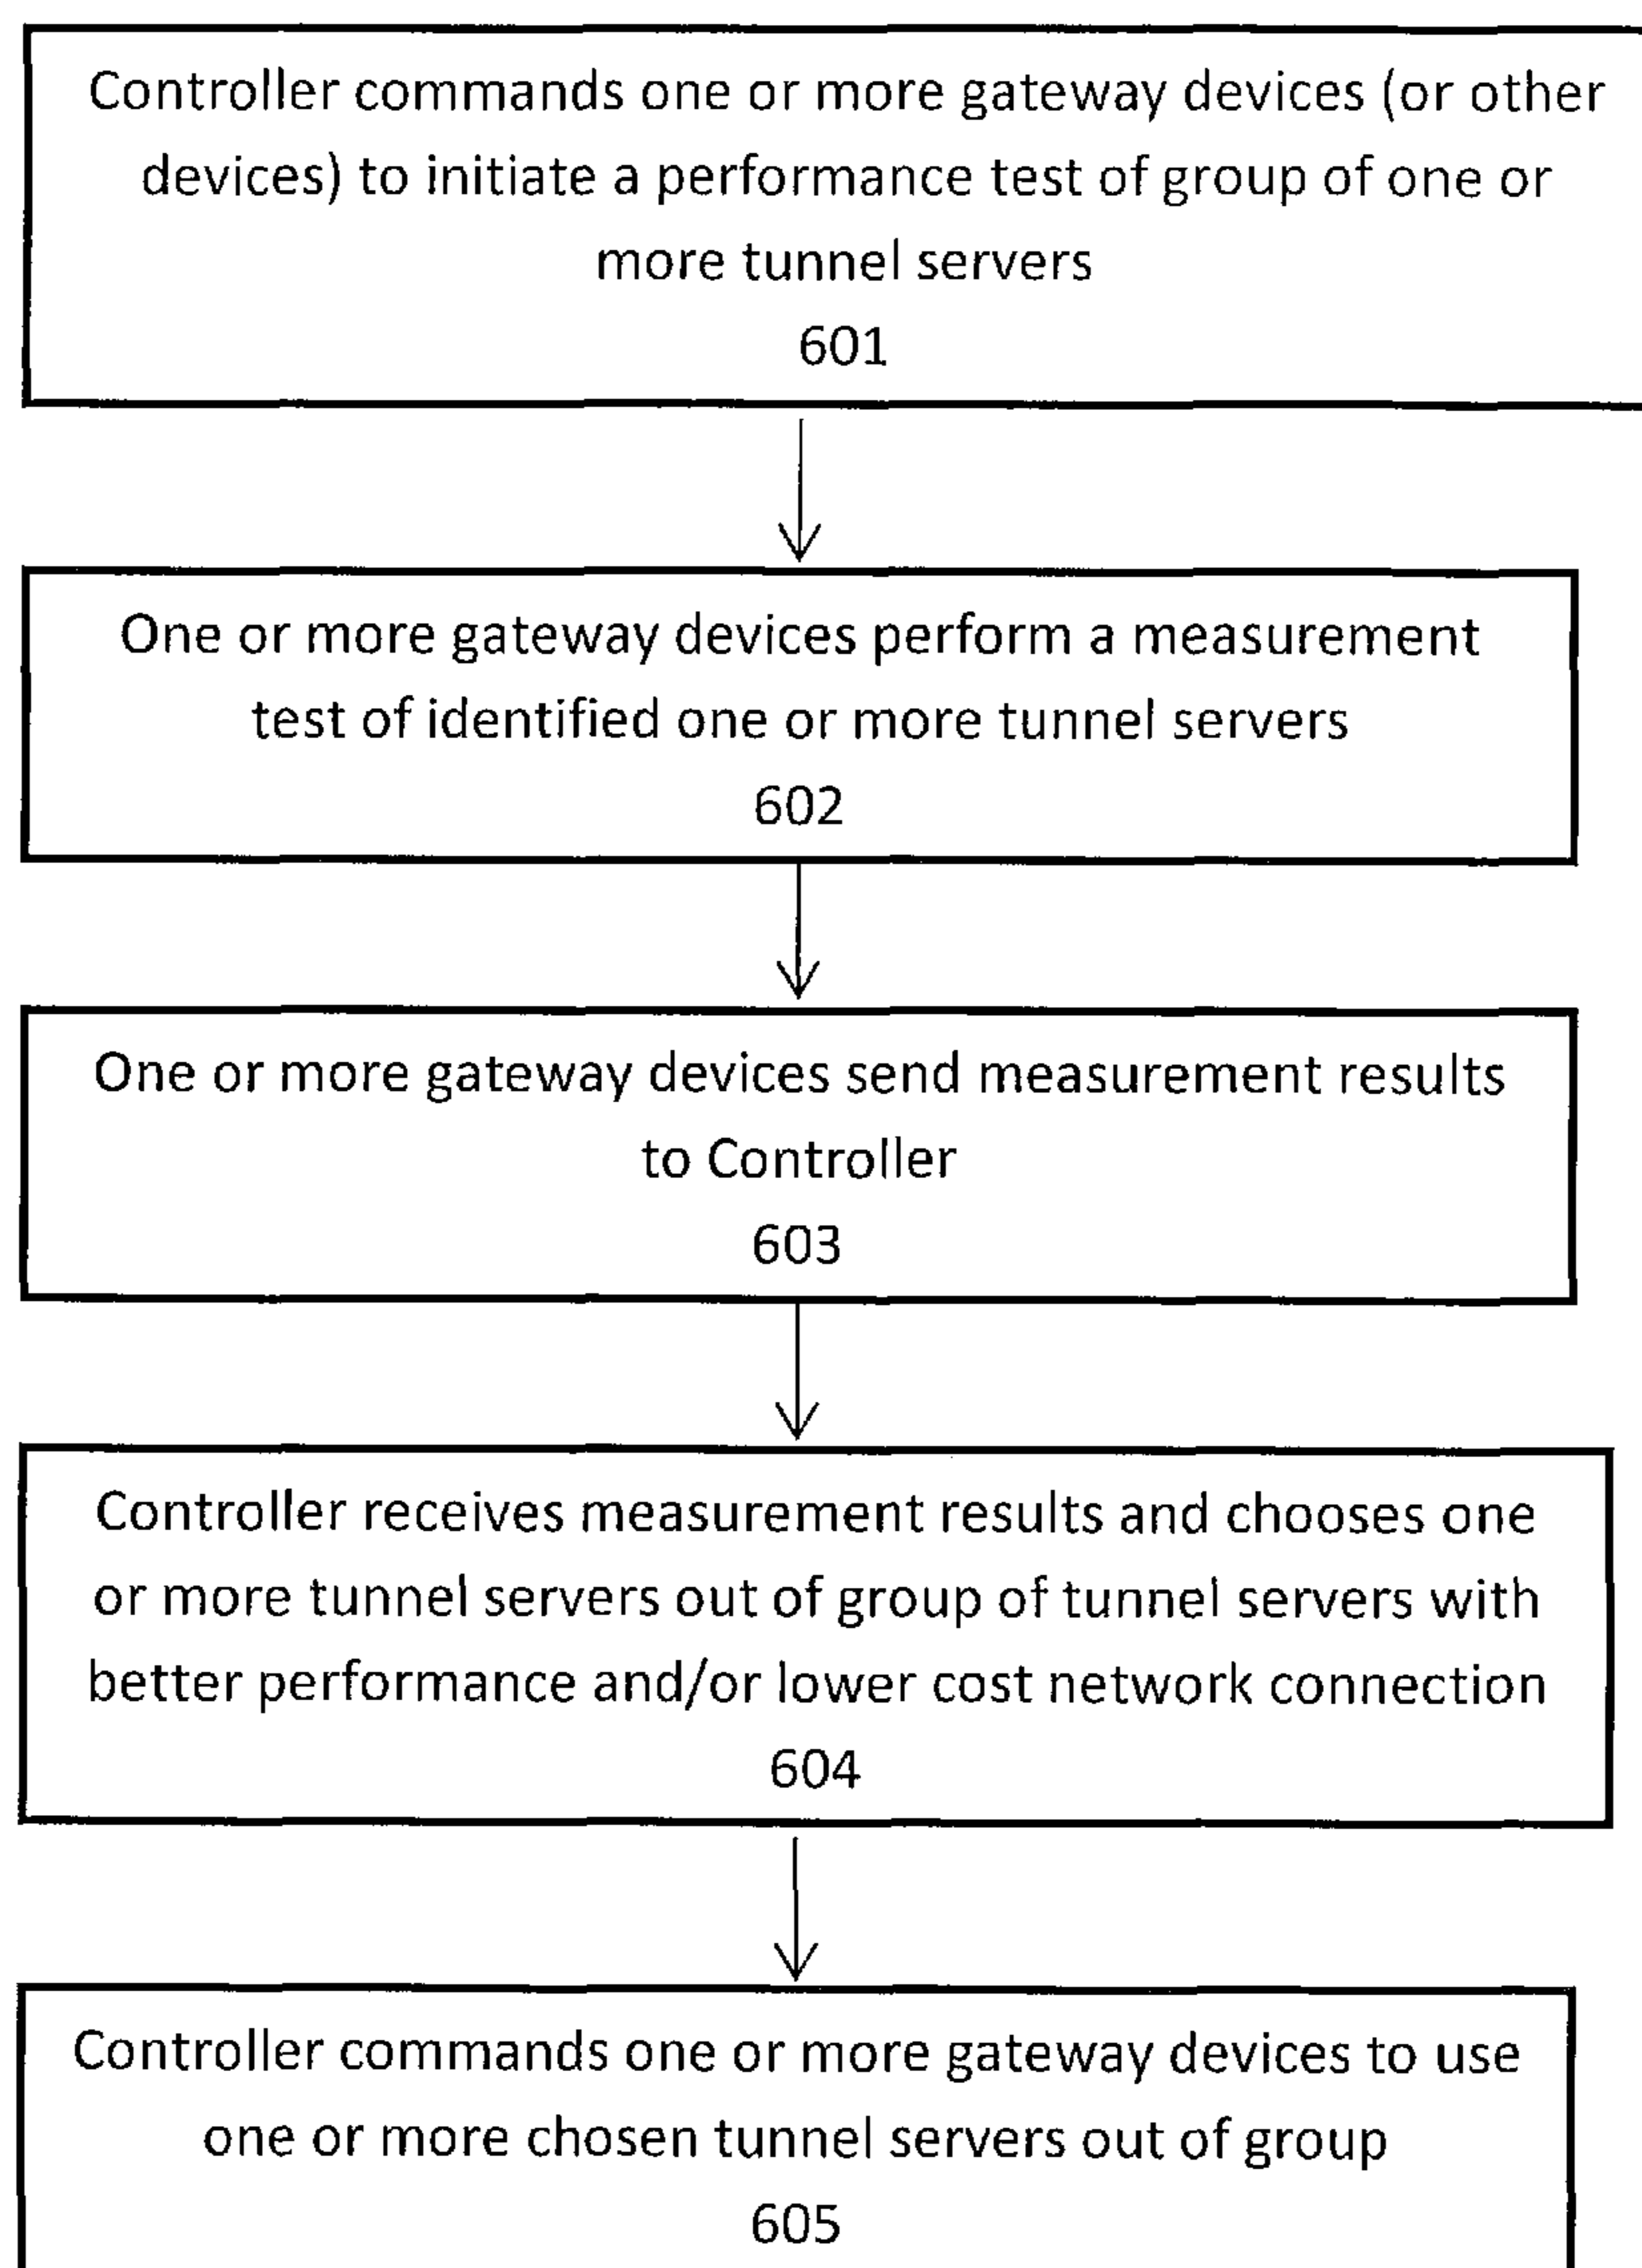 Controller commands one or more gateway devices (or other
devices) to initiate a performance test of group of one or
more tunnel servers
601
One or more gateway devices perform a measurement
test of identified one or more tunnel servers
602
One or more gateway devices send measurement results
to Controller
603
Controller receives measurement results and chooses one
or more tunnel servers out of group of tunnel servers with
better performance and/or lower cost network connection
604
Controller commands one or more gateway devices to use
one or more chosen tunnel servers out of group
605